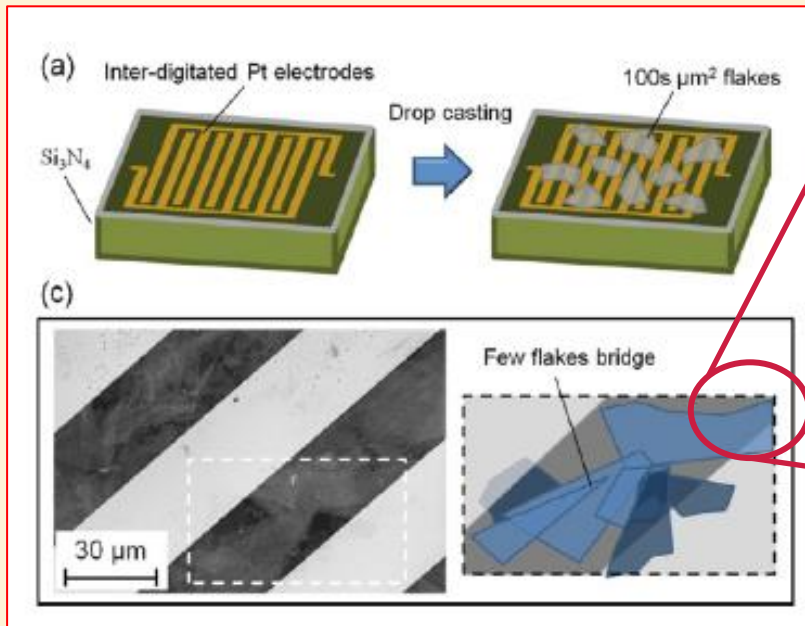 (a)
Inter-digitated Pt electrodes
100s µm² flakes
Drop casting
Si₃N₄
(c)
Few flakes bridge
30 µm